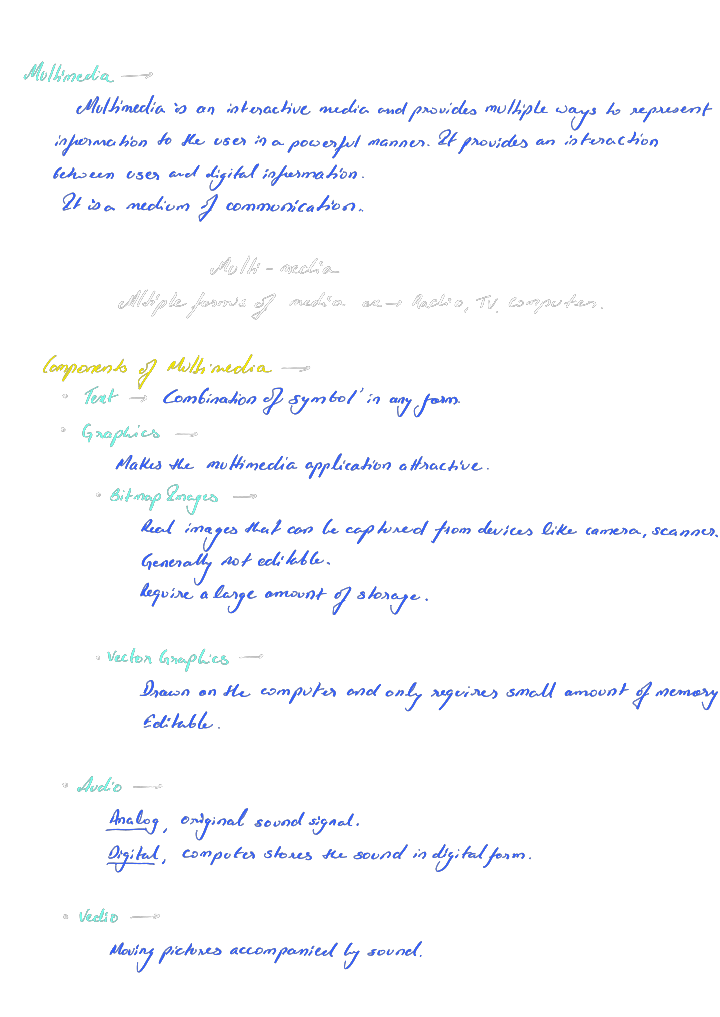 Multimedia →
Multimedia is an interactive media and provides multiple ways to represent
information to the user in a powerful manner. It provides an interaction
between user and digital information.
It is a medium of communication.
Multi - media
Mltiple forms of media → Radio, TV, Computer.
Components of Multimedia →
• Text → Combination of symbol in any form.
• Graphics →
Makes the multimedia application attractive.
• Bitmap Images →
Real images that can be captured from devices like camera, scanner.
Generally not editable.
Require a large amount of storage.
• Vector Graphics →
Drawn on the computer and only requires small amount of memory
Editable.
• Audio →
Analog, original sound signal.
Digital, computer stores the sound in digital form.
• Vedio →
Moving pictures accompanied by sound.